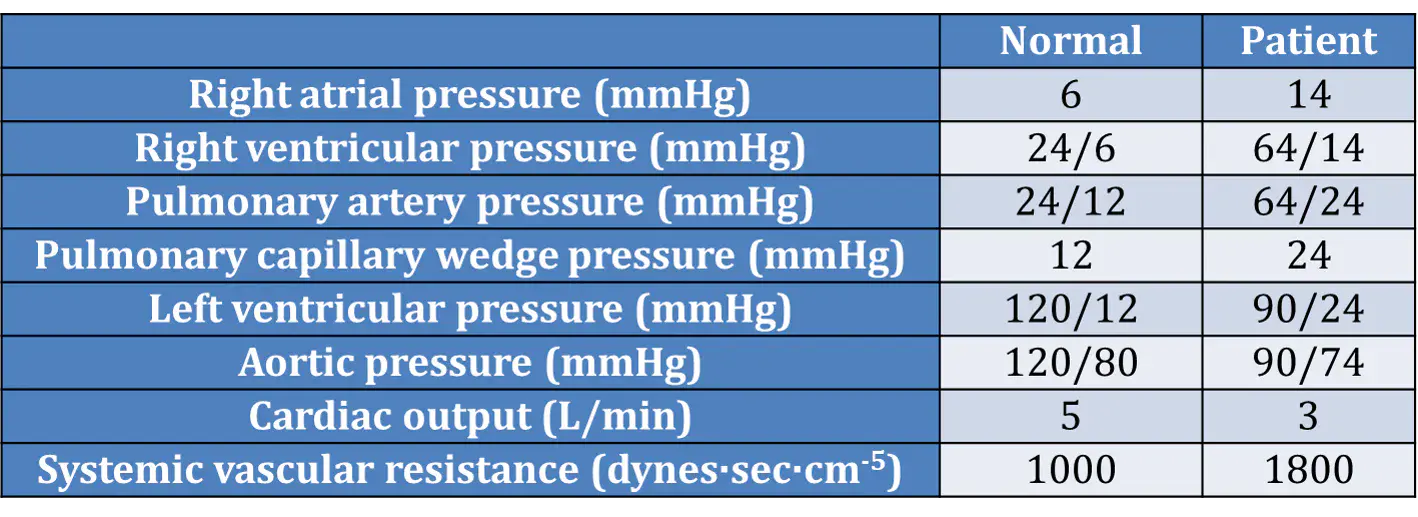 Normal Patient
Right atrial pressure (mmHg) 6 14
Right ventricular pressure (mmHg) 24/6 64/14
Pulmonary artery pressure (mmHg) 24/12 64/24
Pulmonary capillary wedge pressure (mmHg) 12 24
Left ventricular pressure (mmHg) 120/12 90/24
Aortic pressure (mmHg) 120/80 90/74
Cardiac output (L/min) 5 3
Systemic vascular resistance (dynes·sec·cm⁻⁵) 1000 1800